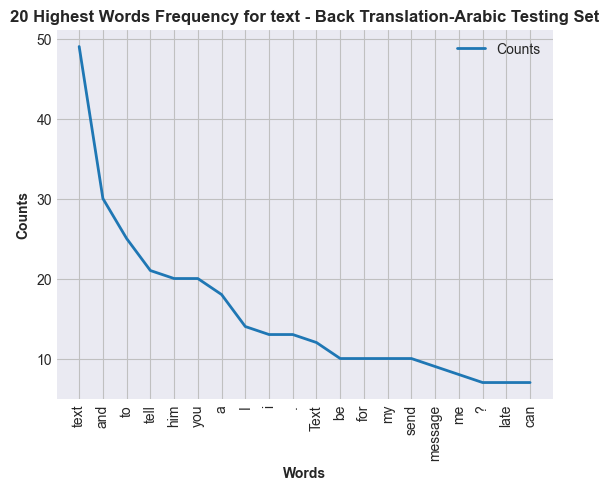 20 Highest Words Frequency for text - Back Translation-Arabic Testing Set
Counts
50
40
30
20
10
Counts
text
and
to
tell
him
you
a
I
i
.
Text
be
for
my
send
message
me
?
late
can
Words